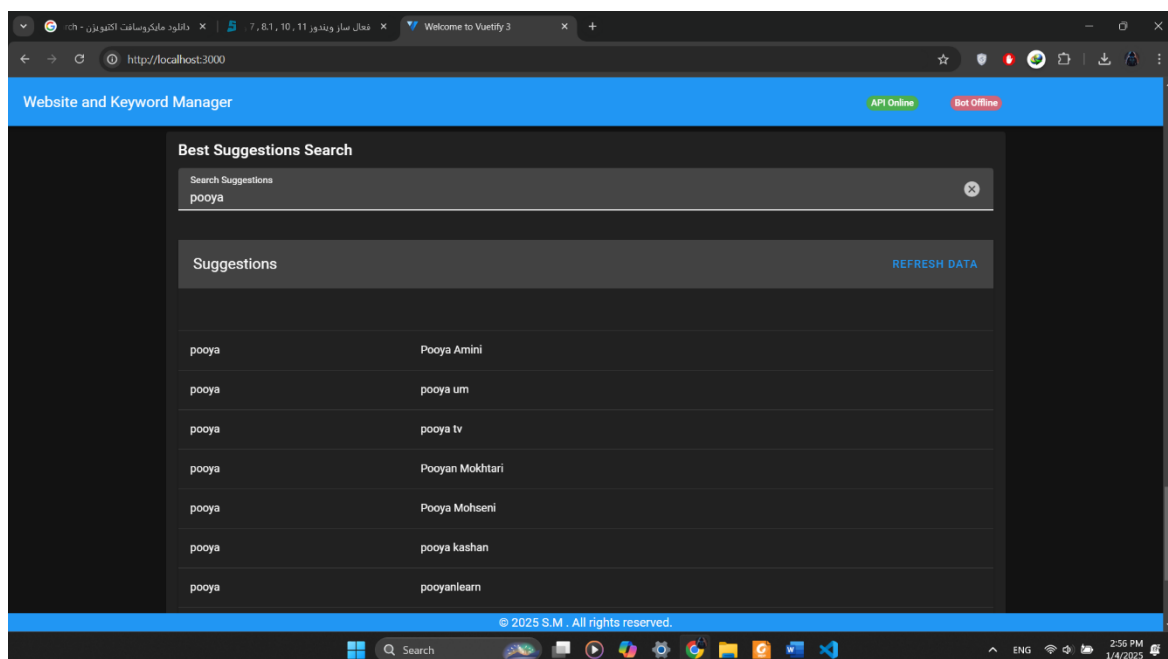 دانلود مایکروسافت اکتیویژن - rch
فعال ساز ویندوز 11 , 10 , 8.1 , 7
Welcome to Vuetify 3
http://localhost:3000
Website and Keyword Manager
API Online
Bot Offline
Best Suggestions Search
Search Suggestions
pooya
Suggestions
REFRESH DATA
pooya Pooya Amini
pooya pooya um
pooya pooya tv
pooya Pooyan Mokhtari
pooya Pooya Mohseni
pooya pooya kashan
pooya pooyanlearn
© 2025 S.M . All rights reserved.
Search
ENG
2:56 PM
1/4/2025